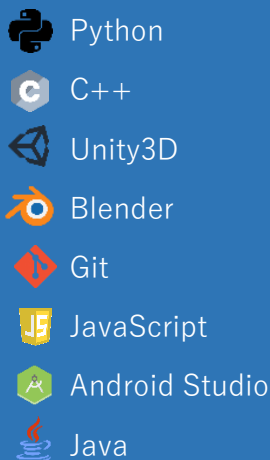 Python
C++
Unity3D
Blender
Git
JavaScript
Android Studio
Java